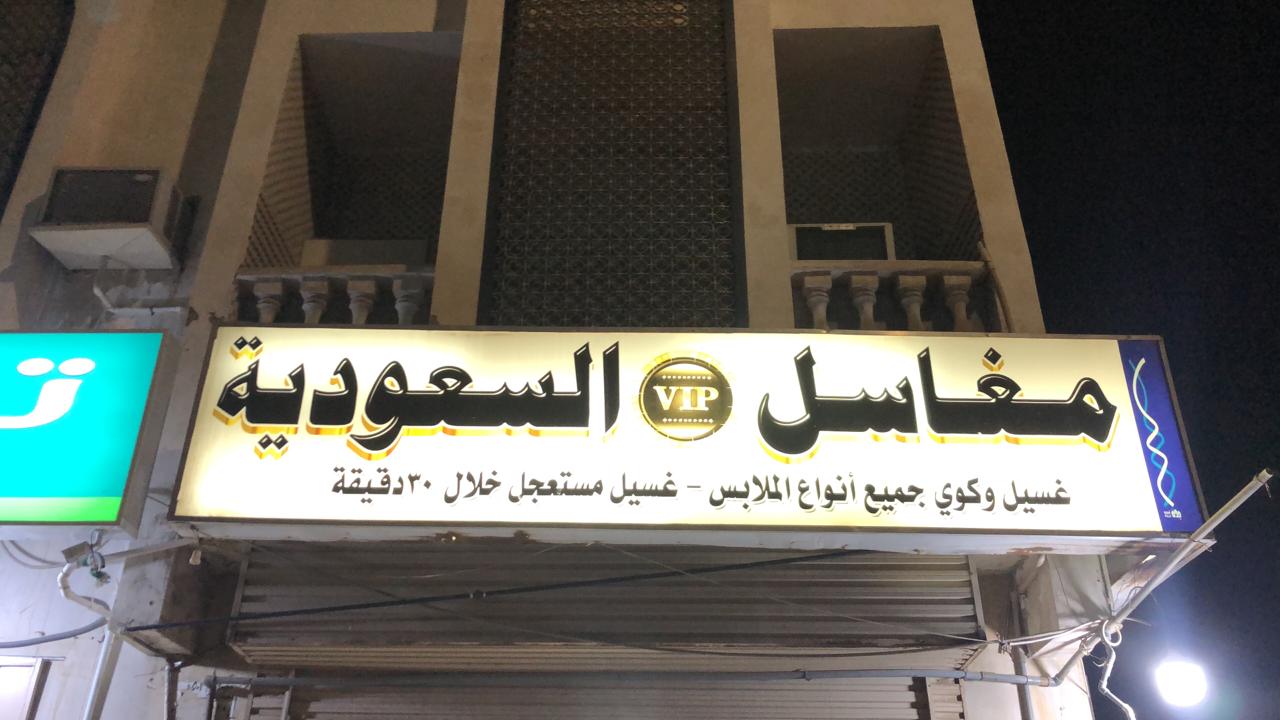 مغاسل VIP السعودية
غسيل وكوي جميع أنواع الملابس - غسيل مستعجل خلال ٣٠ دقيقة